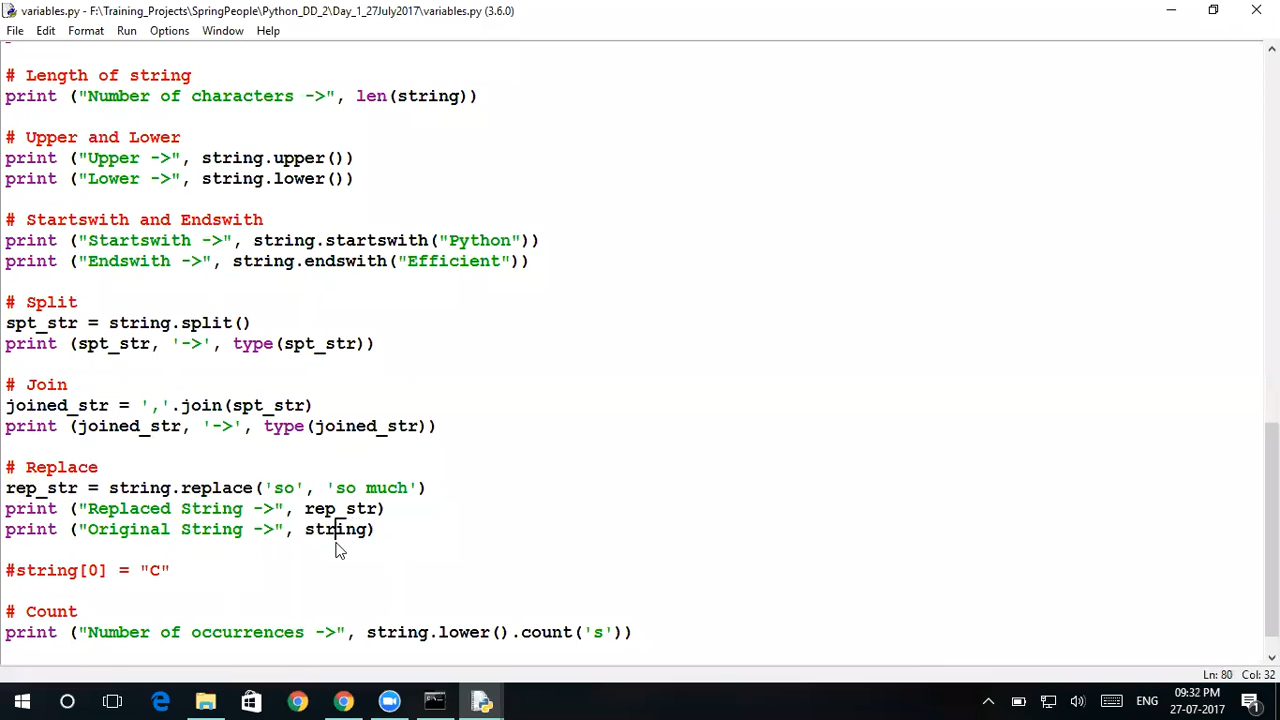 variables.py - F:\Training_Projects\SpringPeople\Python_DD_2\Day_1_27July2017\variables.py (3.6.0)
File Edit Format Run Options Window Help
# Length of string
print ("Number of characters ->", len(string))
# Upper and Lower
print ("Upper ->", string.upper())
print ("Lower ->", string.lower())
# Startswith and Endswith
print ("Startswith ->", string.startswith("Python"))
print ("Endswith ->", string.endswith("Efficient"))
# Split
spt_str = string.split()
print (spt_str, '->', type(spt_str))
# Join
joined_str = ','.join(spt_str)
print (joined_str, '->', type(joined_str))
# Replace
rep_str = string.replace('so', 'so much')
print ("Replaced String ->", rep_str)
print ("Original String ->", string)
#string[0] = "C"
# Count
print ("Number of occurrences ->", string.lower().count('s'))
Ln: 80 Col: 32
ENG
09:32 PM
27-07-2017
1